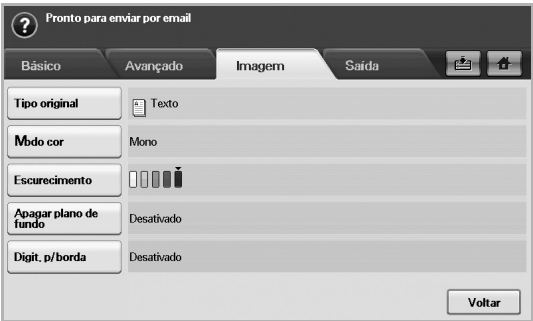 Pronto para enviar por email
Básico Avançado Imagem Saída
Tipo original Texto
Modo cor Mono
Escurecimento
Apagar plano de
fundo Desativado
Digit. p/borda Desativado
Voltar